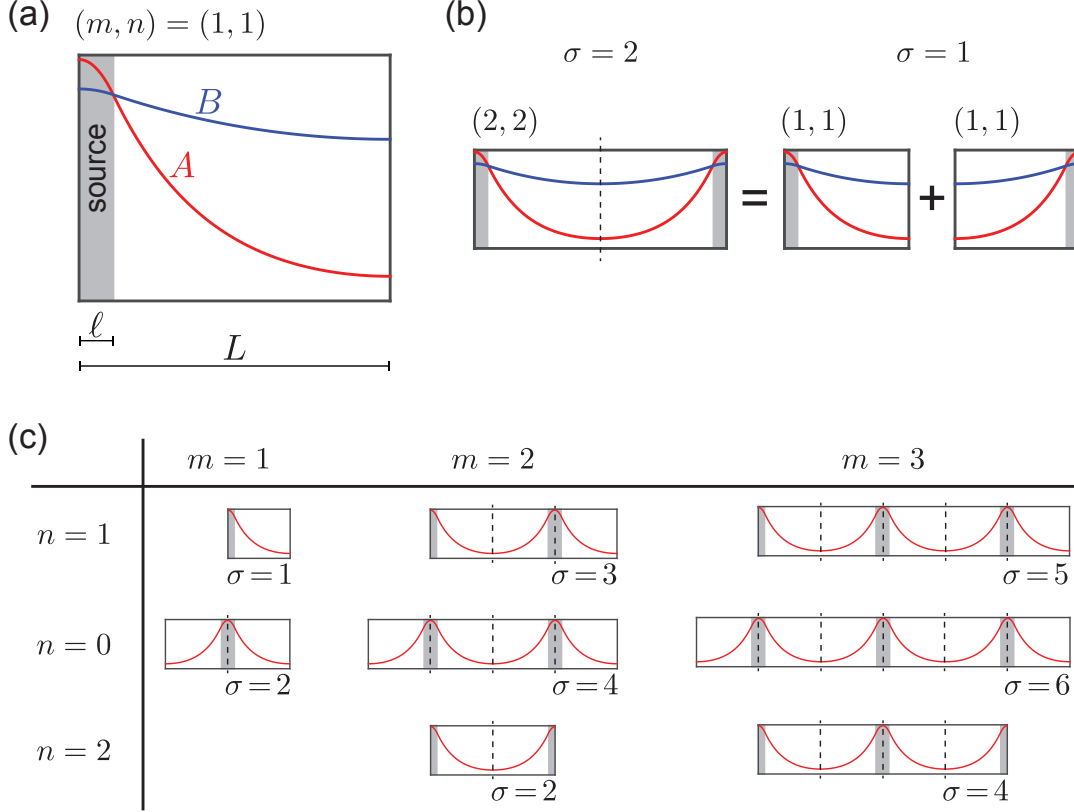 (a)
(m, n) = (1, 1)
source
A
B
ℓ
L
(b)
σ = 2
σ = 1
(2, 2)
(1, 1)
(1, 1)
=
+
(c)
m = 1
m = 2
m = 3
n = 1
σ = 1
σ = 3
σ = 5
n = 0
σ = 2
σ = 4
σ = 6
n = 2
σ = 2
σ = 4